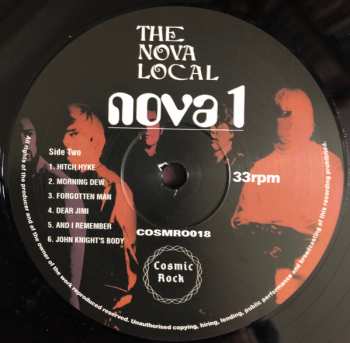 THE
NOVA
LOCAL
nova 1
Side Two
1. HITCH HYKE
2. MORNING DEW
3. FORGOTTEN MAN
4. DEAR JIMI
5. AND I REMEMBER
6. JOHN KNIGHT'S BODY
33rpm
COSMR0018
Cosmic
Rock
All rights of the producer and of the owner of the work reproduced reserved. Unauthorised copying, hiring, lending, public performance and broadcasting of this recording prohibited.